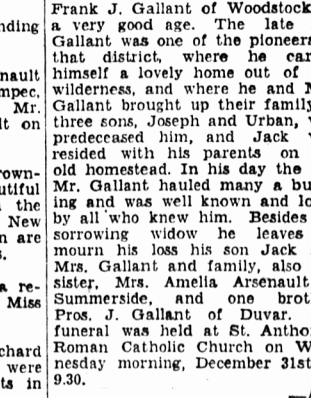 nding
nault
mpec,
Mr.
lt on
rown-
utiful
the
New
n are
s.
a re-
Miss
chard
were
ts in
Frank J. Gallant of Woodstock
a very good age. The late
Gallant was one of the pioneers
that district, where he car
himself a lovely home out of
wilderness, and where he and M
Gallant brought up their family
three sons, Joseph and Urban,
predeceased him, and Jack
resided with his parents on
old homestead. In his day the
Mr. Gallant hauled many a bu
ing and was well known and lo
by all who knew him. Besides
sorrowing widow he leaves
mourn his loss his son Jack
Mrs. Gallant and family, also
sister, Mrs. Amelia Arsenault
Summerside, and one brot
Pros. J. Gallant of Duvar.
funeral was held at St. Antho
Roman Catholic Church on W
nesday morning, December 31st
9.30.